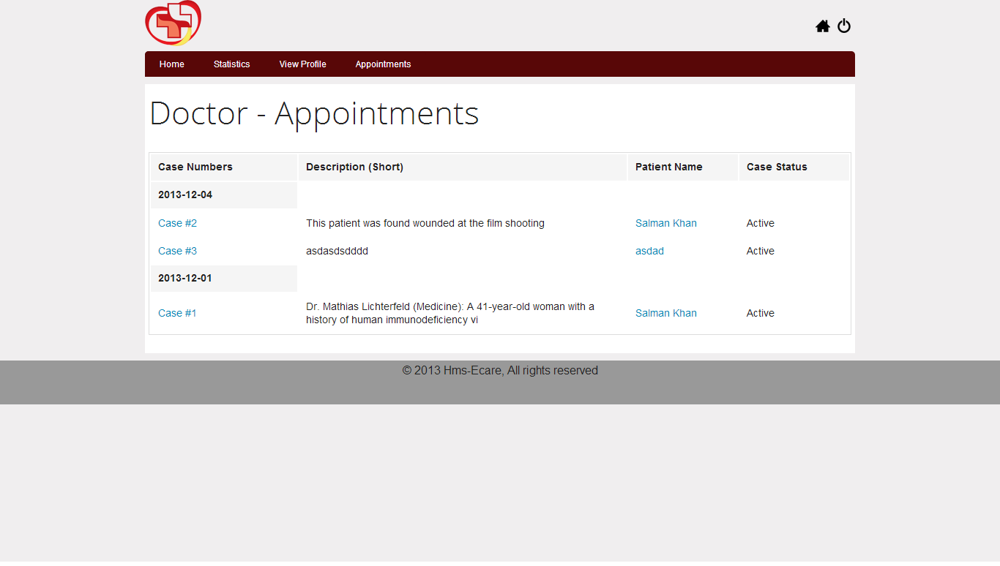 Home Statistics View Profile Appointments
Doctor - Appointments
Case Numbers Description (Short) Patient Name Case Status
2013-12-04
Case #2 This patient was found wounded at the film shooting Salman Khan Active
Case #3 asdasdsdddd asdad Active
2013-12-01
Case #1 Dr. Mathias Lichterfeld (Medicine): A 41-year-old woman with a
history of human immunodeficiency vi Salman Khan Active
© 2013 Hms-Ecare, All rights reserved